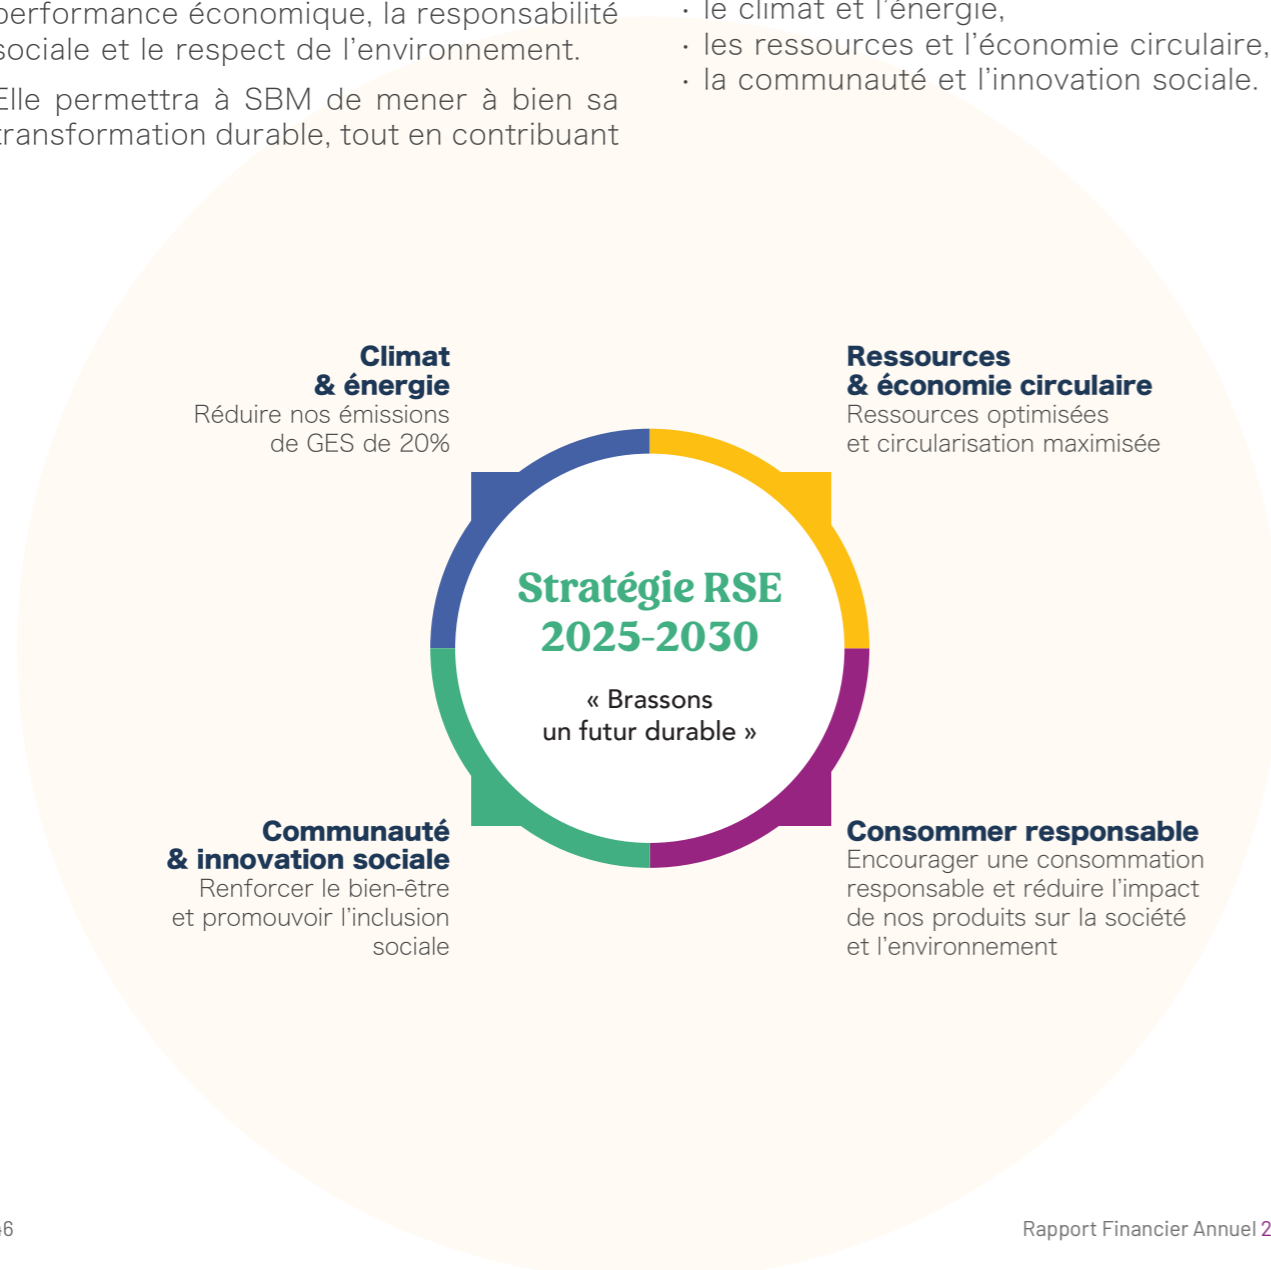 performance économique, la responsabilité
sociale et le respect de l'environnement.
Elle permettra à SBM de mener à bien sa
transformation durable, tout en contribuant
· le climat et l'énergie,
· les ressources et l'économie circulaire,
· la communauté et l'innovation sociale.
Climat
& énergie
Réduire nos émissions
de GES de 20%
Ressources
& économie circulaire
Ressources optimisées
et circularisation maximisée
Stratégie RSE
2025-2030
« Brassons
un futur durable »
Communauté
& innovation sociale
Renforcer le bien-être
et promouvoir l'inclusion
sociale
Consommer responsable
Encourager une consommation
responsable et réduire l'impact
de nos produits sur la société
et l'environnement
46
Rapport Financier Annuel 2